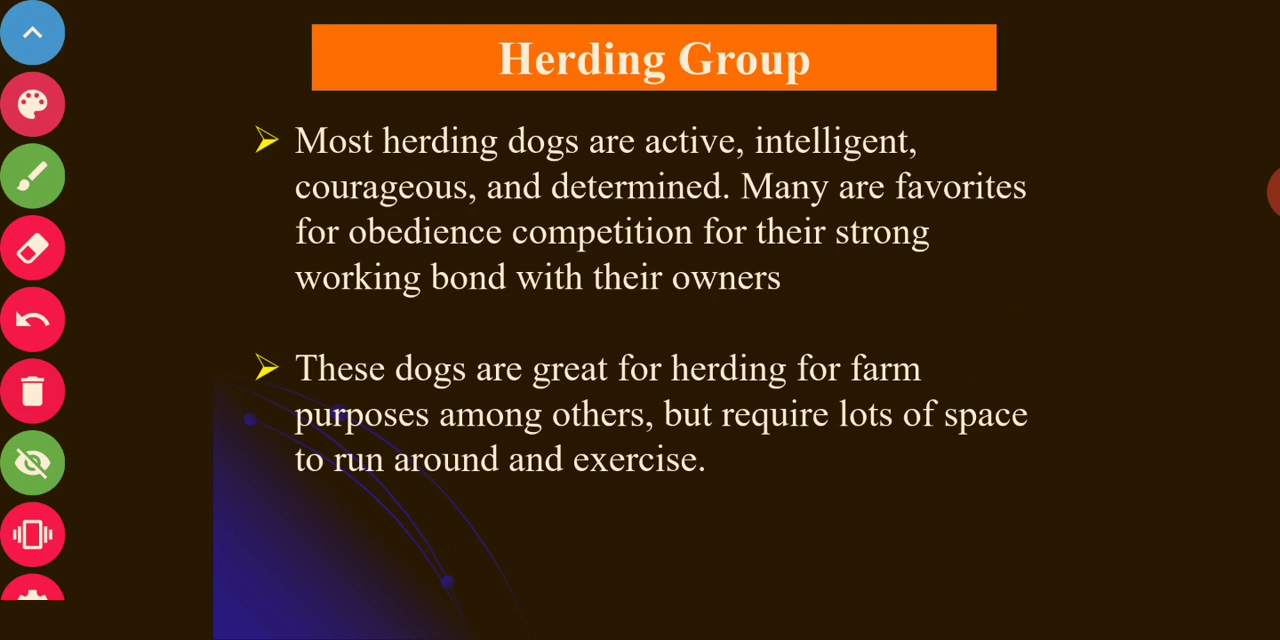 Herding Group
Most herding dogs are active, intelligent,
courageous, and determined. Many are favorites
for obedience competition for their strong
working bond with their owners
These dogs are great for herding for farm
purposes among others, but require lots of space
to run around and exercise.